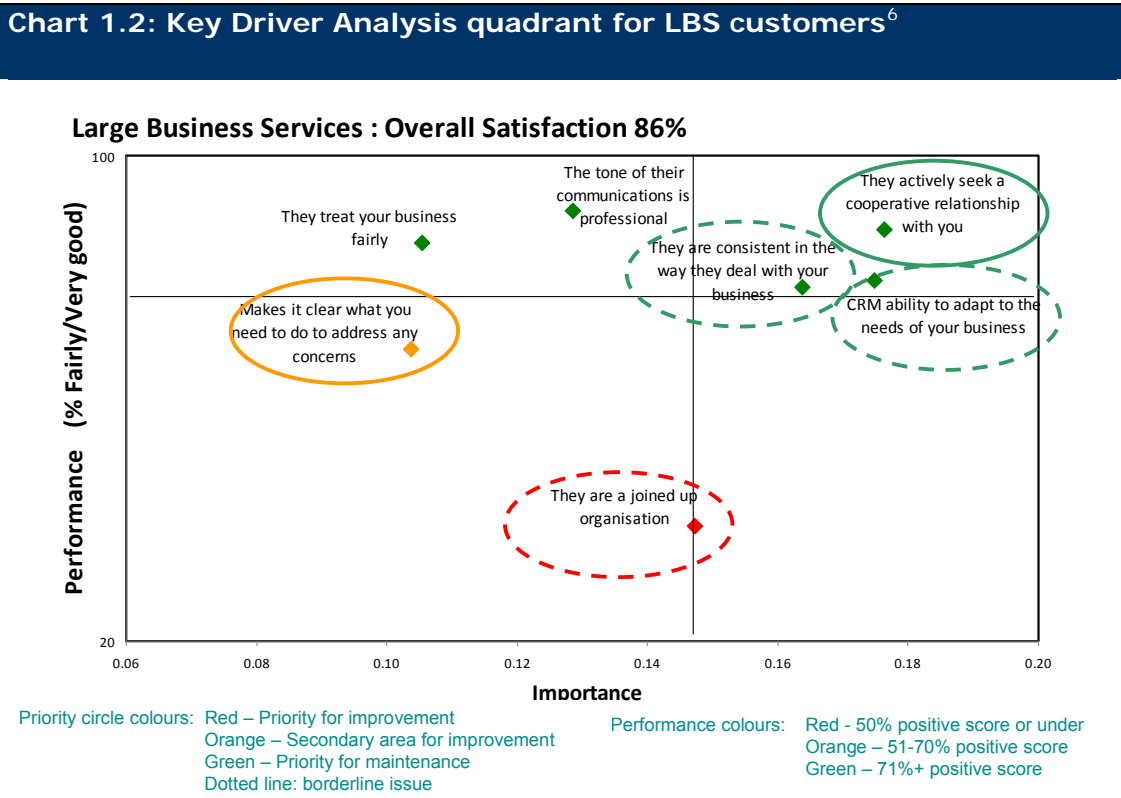 Chart 1.2: Key Driver Analysis quadrant for LBS customers6
Large Business Services : Overall Satisfaction 86%
Performance (% Fairly/Very good)
100
20
They treat your business
fairly
The tone of their
communications is
professional
They actively seek a
cooperative relationship
with you
They are consistent in the
way they deal with your
business
CRM ability to adapt to the
needs of your business
Makes it clear what you
need to do to address any
concerns
They are a joined up
organisation
0.06 0.08 0.10 0.12 0.14 0.16 0.18 0.20
Importance
Priority circle colours: Red – Priority for improvement
Orange – Secondary area for improvement
Green – Priority for maintenance
Dotted line: borderline issue
Performance colours: Red - 50% positive score or under
Orange – 51-70% positive score
Green – 71%+ positive score